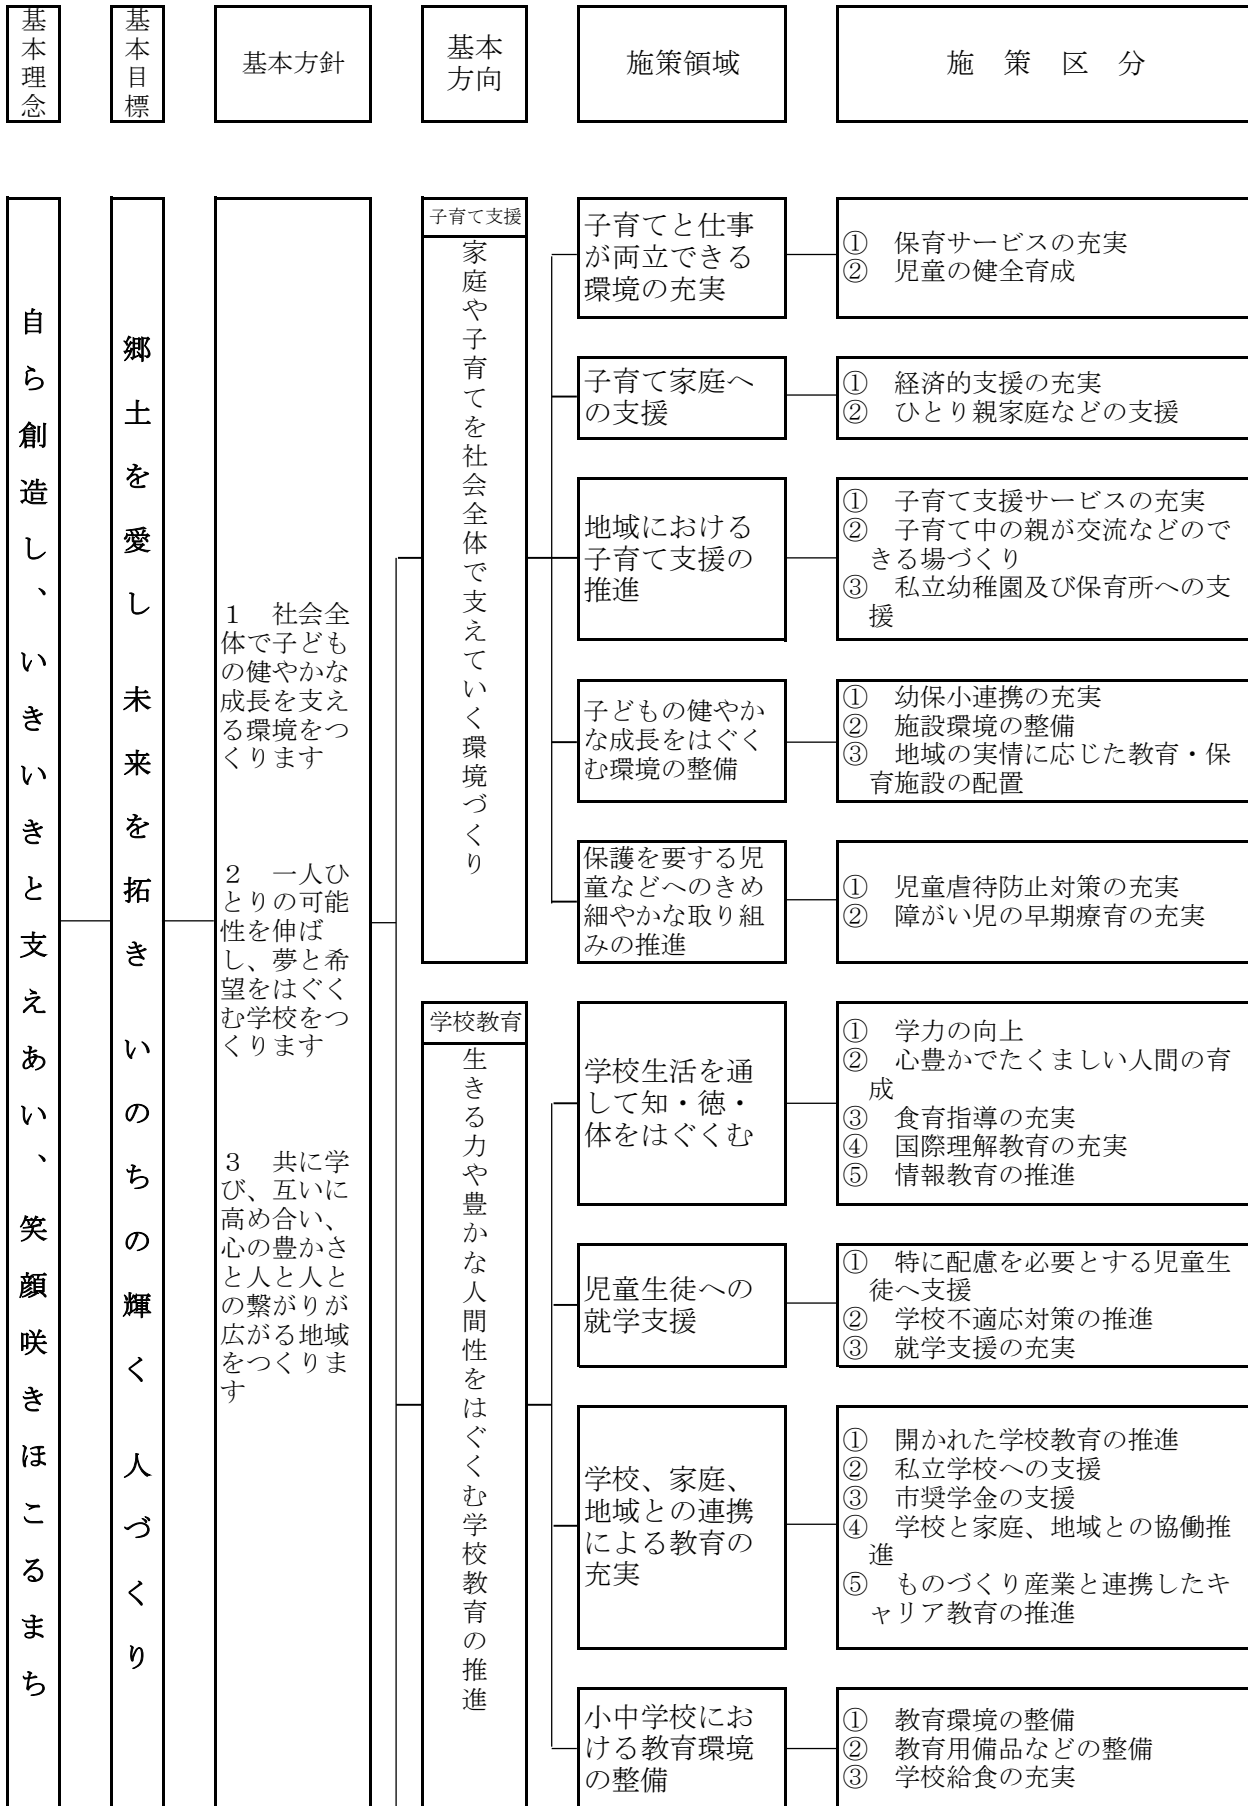 基本理念
基本目標
基本方針
基本
方向
施策領域
施　策　区　分
自ら創造し、いきいきと支えあい、笑顔咲きほこるまち
郷土を愛し　未来を拓き　いのちの輝く　人づくり
１　社会全
体で子ども
の健やかな
成長を支え
る環境をつ
くります
２　一人ひ
とりの可能
性を伸ば
し、夢と希
望をはぐく
む学校をつ
くります
３　共に学
び、互いに
高め合い、
心の豊かさ
と人と人と
の繋がりが
広がる地域
をつくりま
す
子育て支援
家庭や子育てを社会全体で支えていく環境づくり
子育てと仕事
が両立できる
環境の充実
①　保育サービスの充実
②　児童の健全育成
子育て家庭へ
の支援
①　経済的支援の充実
②　ひとり親家庭などの支援
地域における
子育て支援の
推進
①　子育て支援サービスの充実
②　子育て中の親が交流などので
きる場づくり
③　私立幼稚園及び保育所への支
援
子どもの健やか
な成長をはぐく
む環境の整備
①　幼保小連携の充実
②　施設環境の整備
③　地域の実情に応じた教育・保
育施設の配置
保護を要する児
童などへのきめ
細やかな取り組
みの推進
①　児童虐待防止対策の充実
②　障がい児の早期療育の充実
学校教育
生きる力や豊かな人間性をはぐくむ学校教育の推進
学校生活を通
して知・徳・
体をはぐくむ
①　学力の向上
②　心豊かでたくましい人間の育
成
③　食育指導の充実
④　国際理解教育の充実
⑤　情報教育の推進
児童生徒への
就学支援
①　特に配慮を必要とする児童生
徒へ支援
②　学校不適応対策の推進
③　就学支援の充実
学校、家庭、
地域との連携
による教育の
充実
①　開かれた学校教育の推進
②　私立学校への支援
③　市奨学金の支援
④　学校と家庭、地域との協働推
進
⑤　ものづくり産業と連携したキ
ャリア教育の推進
小中学校にお
ける教育環境
の整備
①　教育環境の整備
②　教育用備品などの整備
③　学校給食の充実